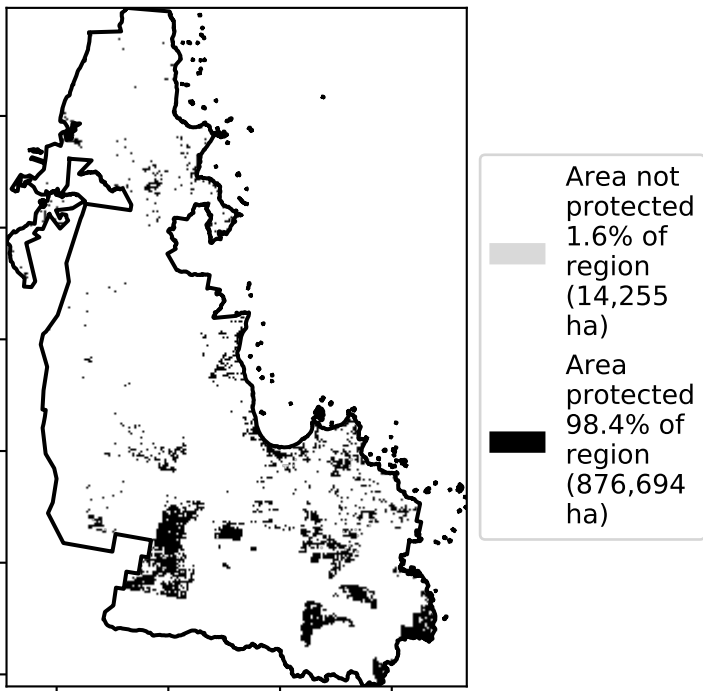 Area not
protected
1.6% of
region
(14,255
ha)
Area
protected
98.4% of
region
(876,694
ha)